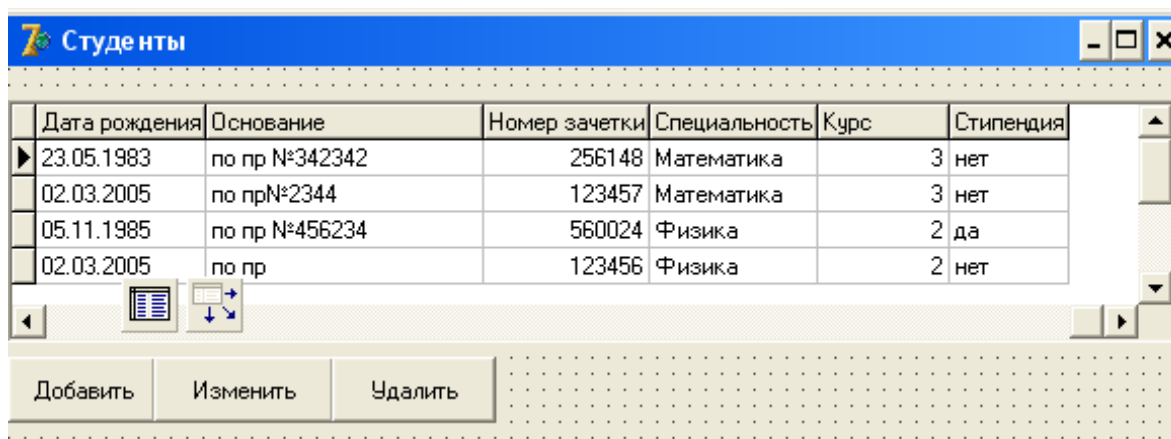 Студенты
Дата рождения Основание Номер зачетки Специальность Курс Стипендия
23.05.1983 по пр №342342 256148 Математика 3 нет
02.03.2005 по пр№2344 123457 Математика 3 нет
05.11.1985 по пр №456234 560024 Физика 2 да
02.03.2005 по пр 123456 Физика 2 нет
Добавить Изменить Удалить